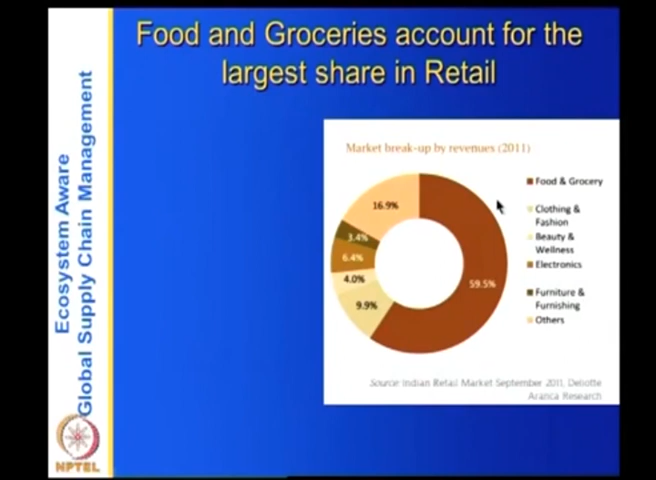 Food and Groceries account for the
largest share in Retail
Ecosystem Aware
Global Supply Chain Management
Market break-up by revenues (2011)
16.9%
3.4%
6.4%
4.0%
9.9%
59.5%
Food & Grocery
Clothing &
Fashion
Beauty &
Wellness
Electronics
Furniture &
Furnishing
Others
Source: Indian Retail Market September 2011, Deliotte
Aranca Research
NPTEL